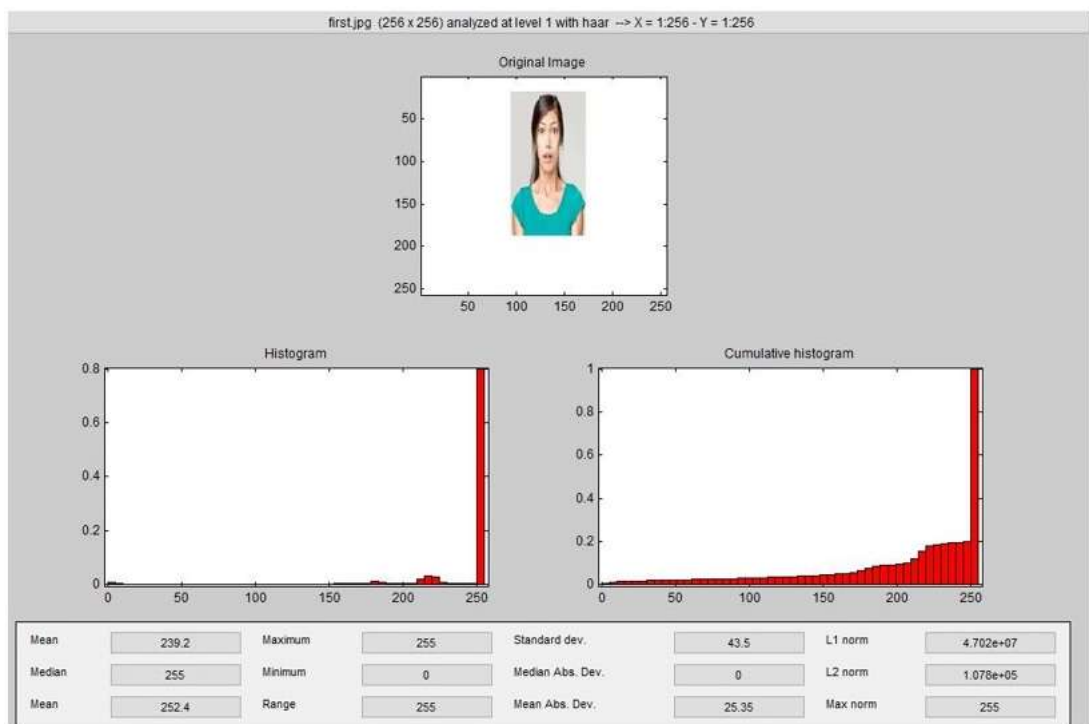 first.jpg (256 x 256) analyzed at level 1 with haar --> X = 1:256 - Y = 1:256
Original Image
50
100
150
200
250
50 100 150 200 250
Histogram
0.8
0.6
0.4
0.2
0
0 50 100 150 200 250
Cumulative histogram
1
0.8
0.6
0.4
0.2
0
0 50 100 150 200 250
Mean 239.2 Maximum 255 Standard dev. 43.5 L1 norm 4.702e+07
Median 255 Minimum 0 Median Abs. Dev. 0 L2 norm 1.078e+05
Mean 252.4 Range 255 Mean Abs. Dev. 25.35 Max norm 255